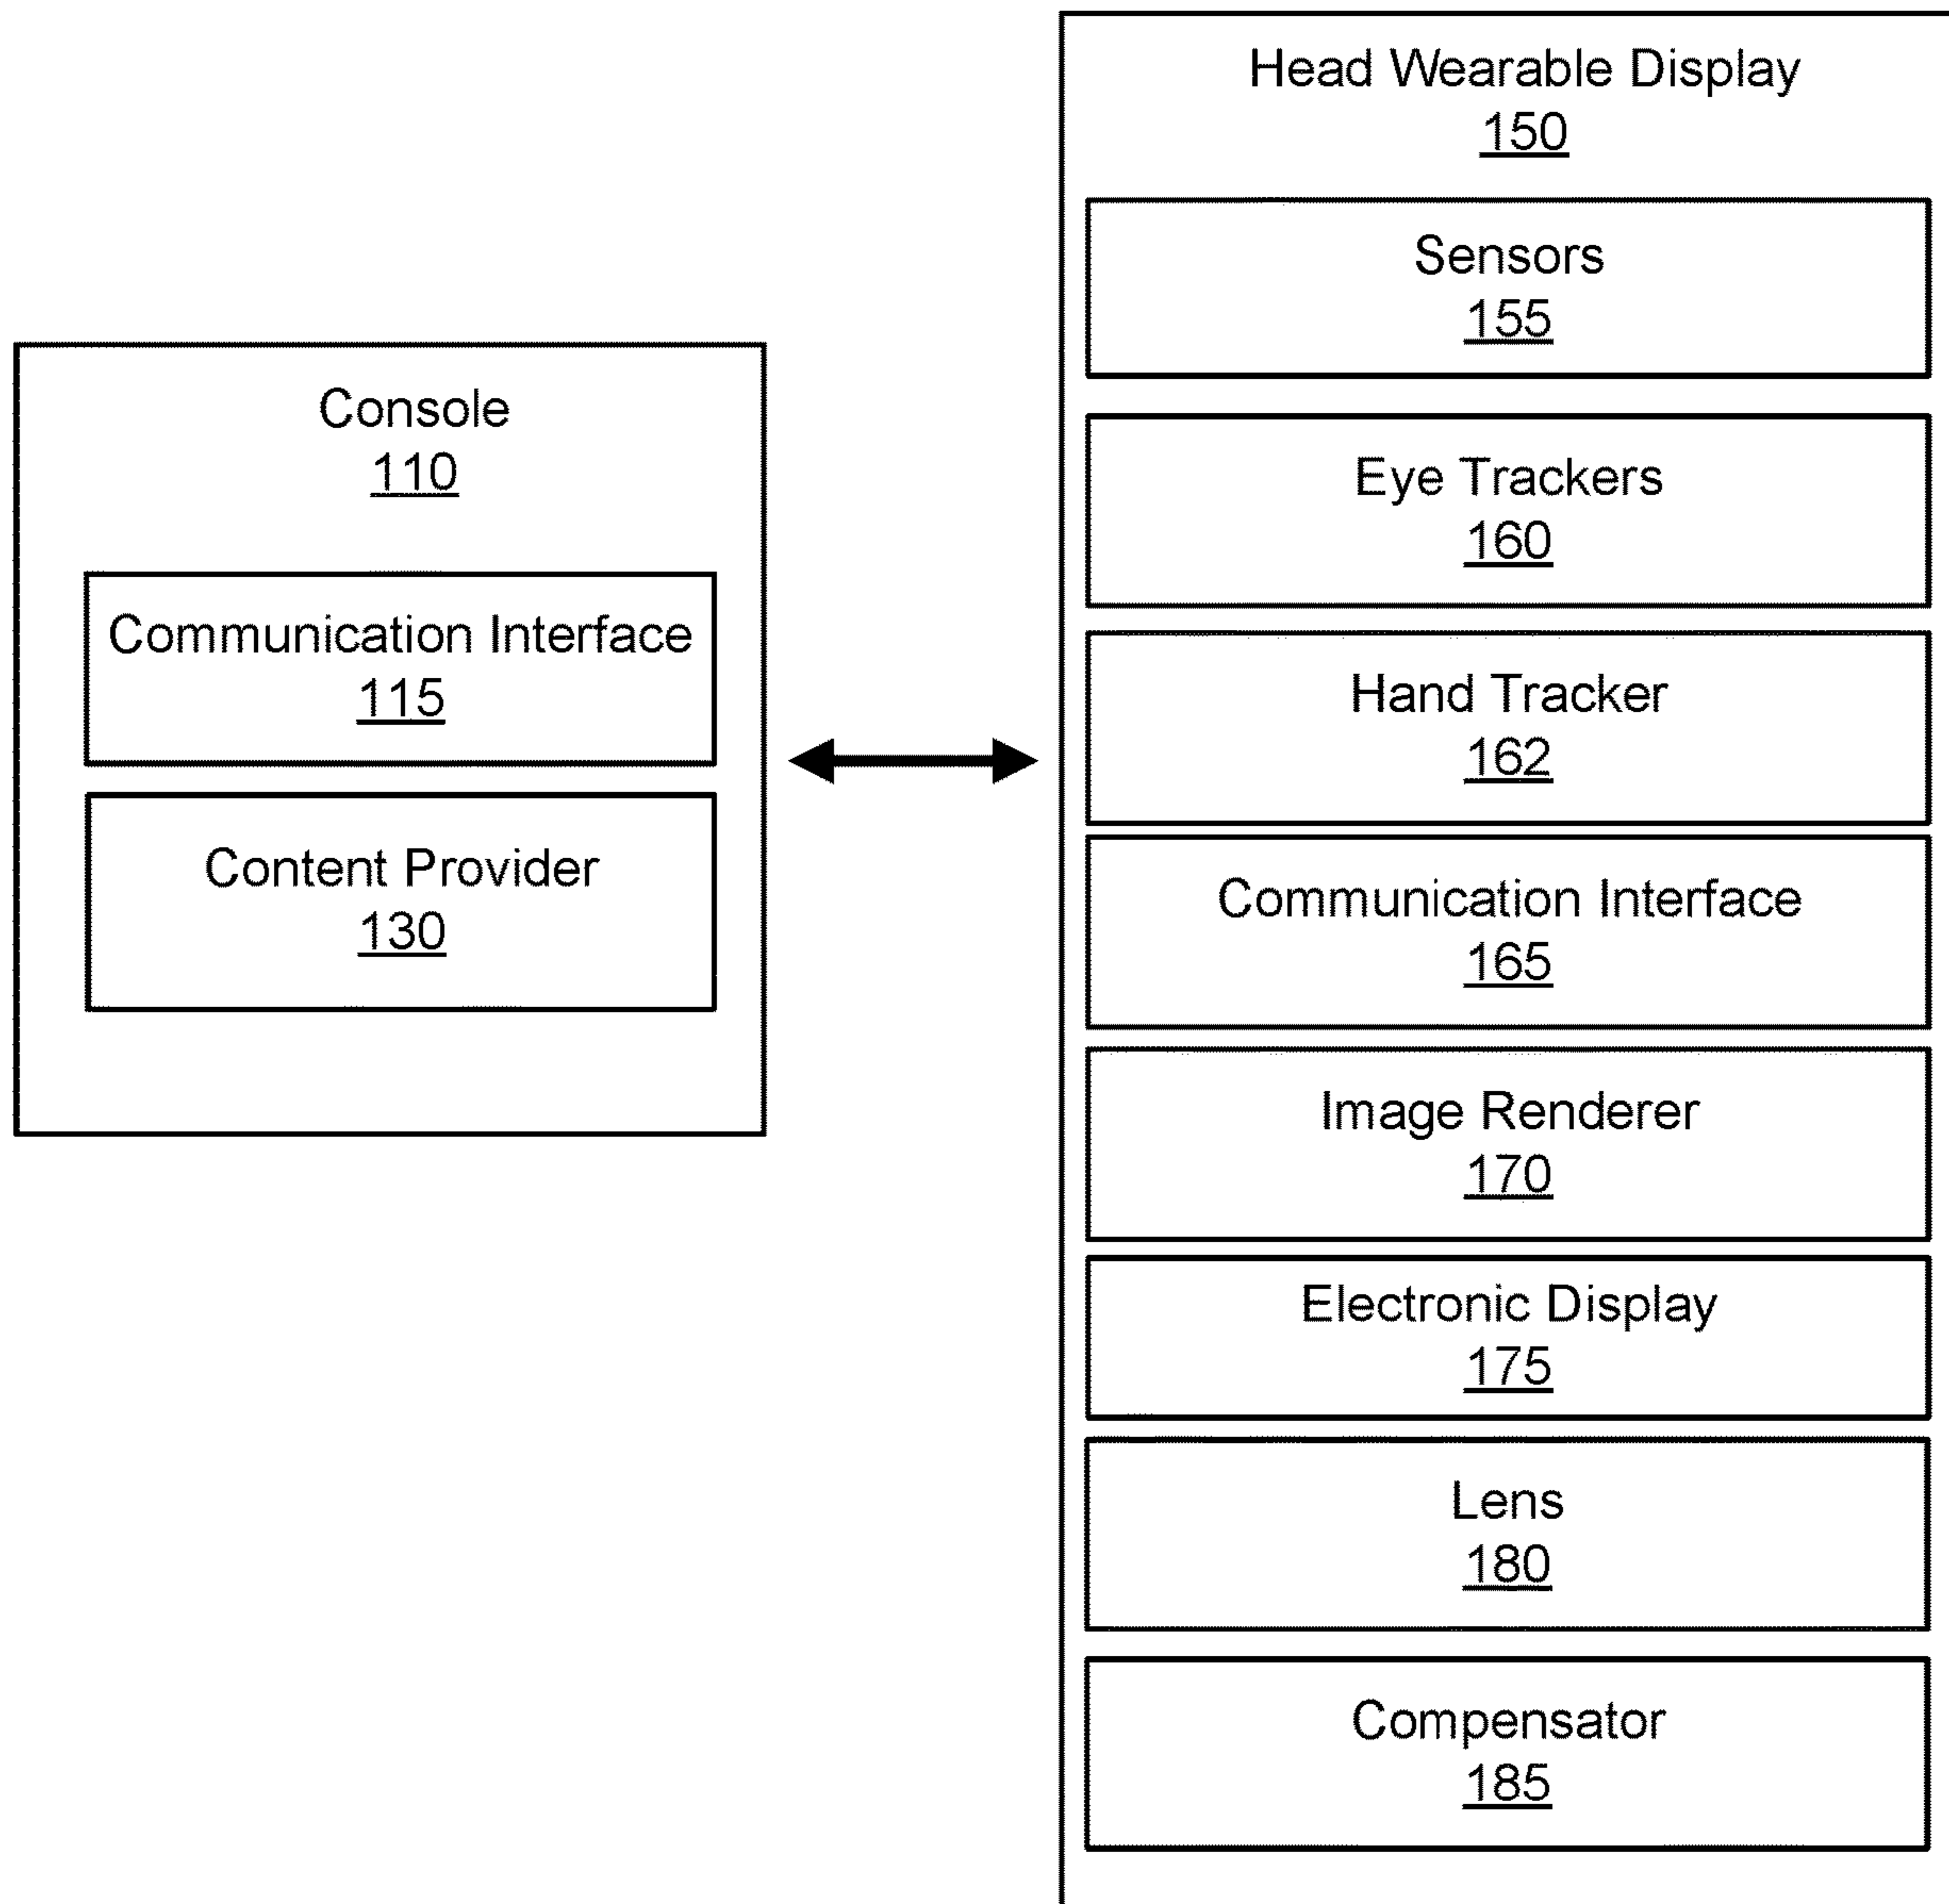 Console
110
Communication Interface
115
Content Provider
130
Head Wearable Display
150
Sensors
155
Eye Trackers
160
Hand Tracker
162
Communication Interface
165
Image Renderer
170
Electronic Display
175
Lens
180
Compensator
185